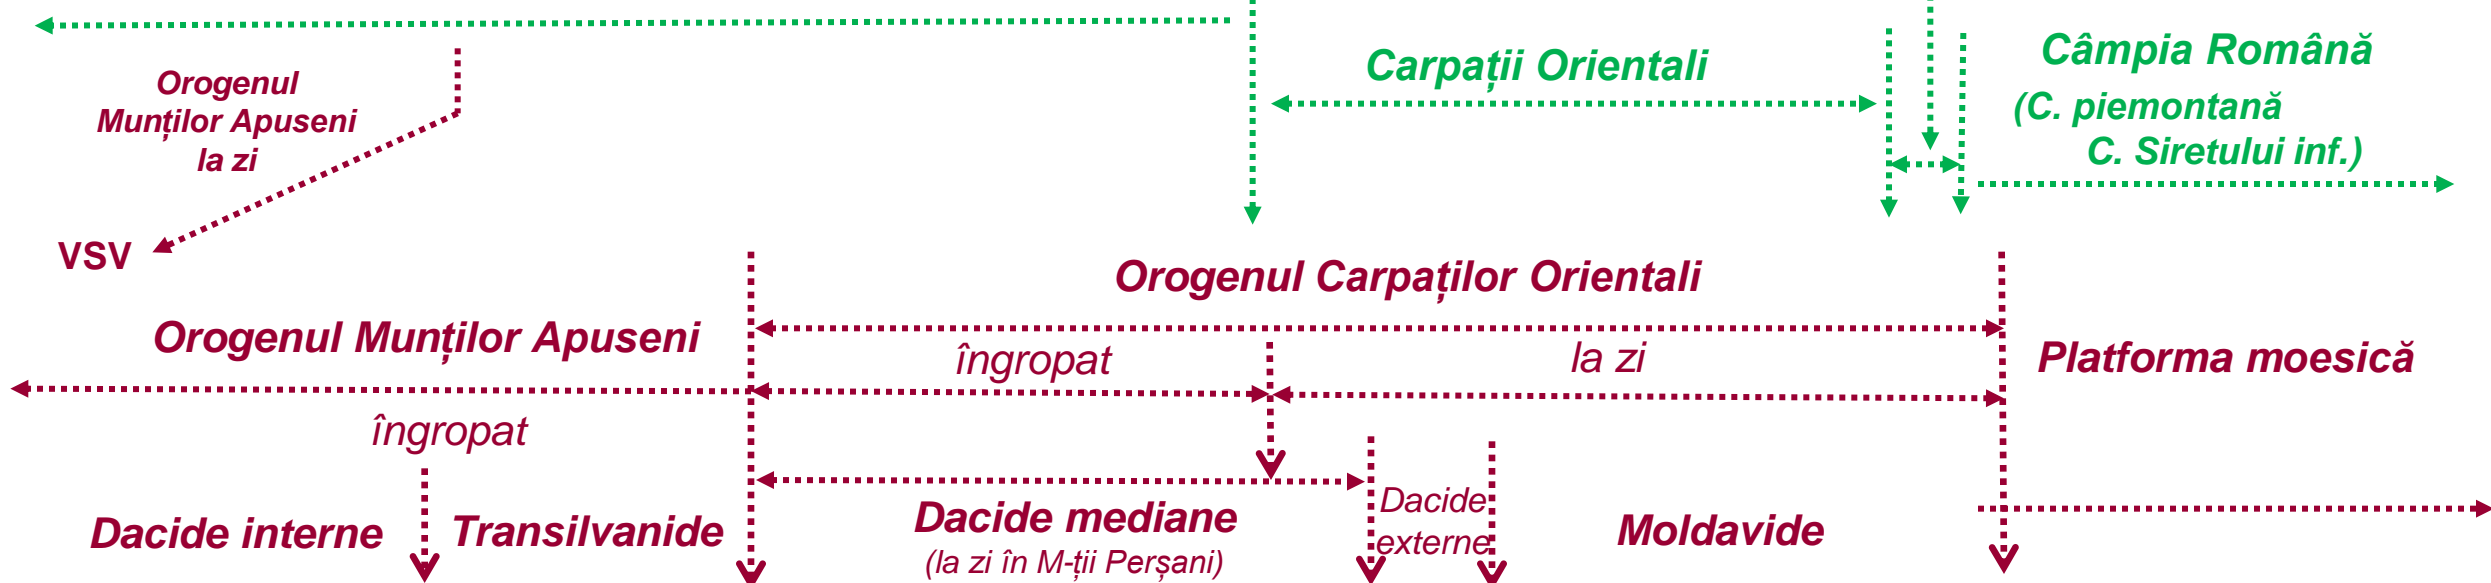 Carpații Orientali
Câmpia Română
(C. piemontană
C. Siretului inf.)
Orogenul
Munților Apuseni
la zi
VSV
Orogenul Carpaților Orientali
Orogenul Munților Apuseni
îngropat
la zi
Platforma moesică
îngropat
Dacide interne
Transilvanide
Dacide mediane
(la zi în M-ții Perșani)
Dacide
externe
Moldavide